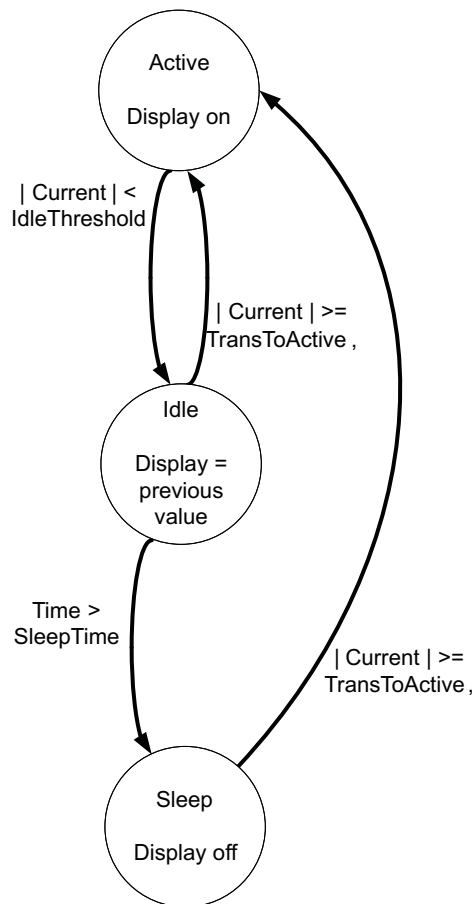 Active
Display on
| Current | <
IdleThreshold
| Current | >=
TransToActive ,
Idle
Display =
previous
value
Time >
SleepTime
| Current | >=
TransToActive ,
Sleep
Display off